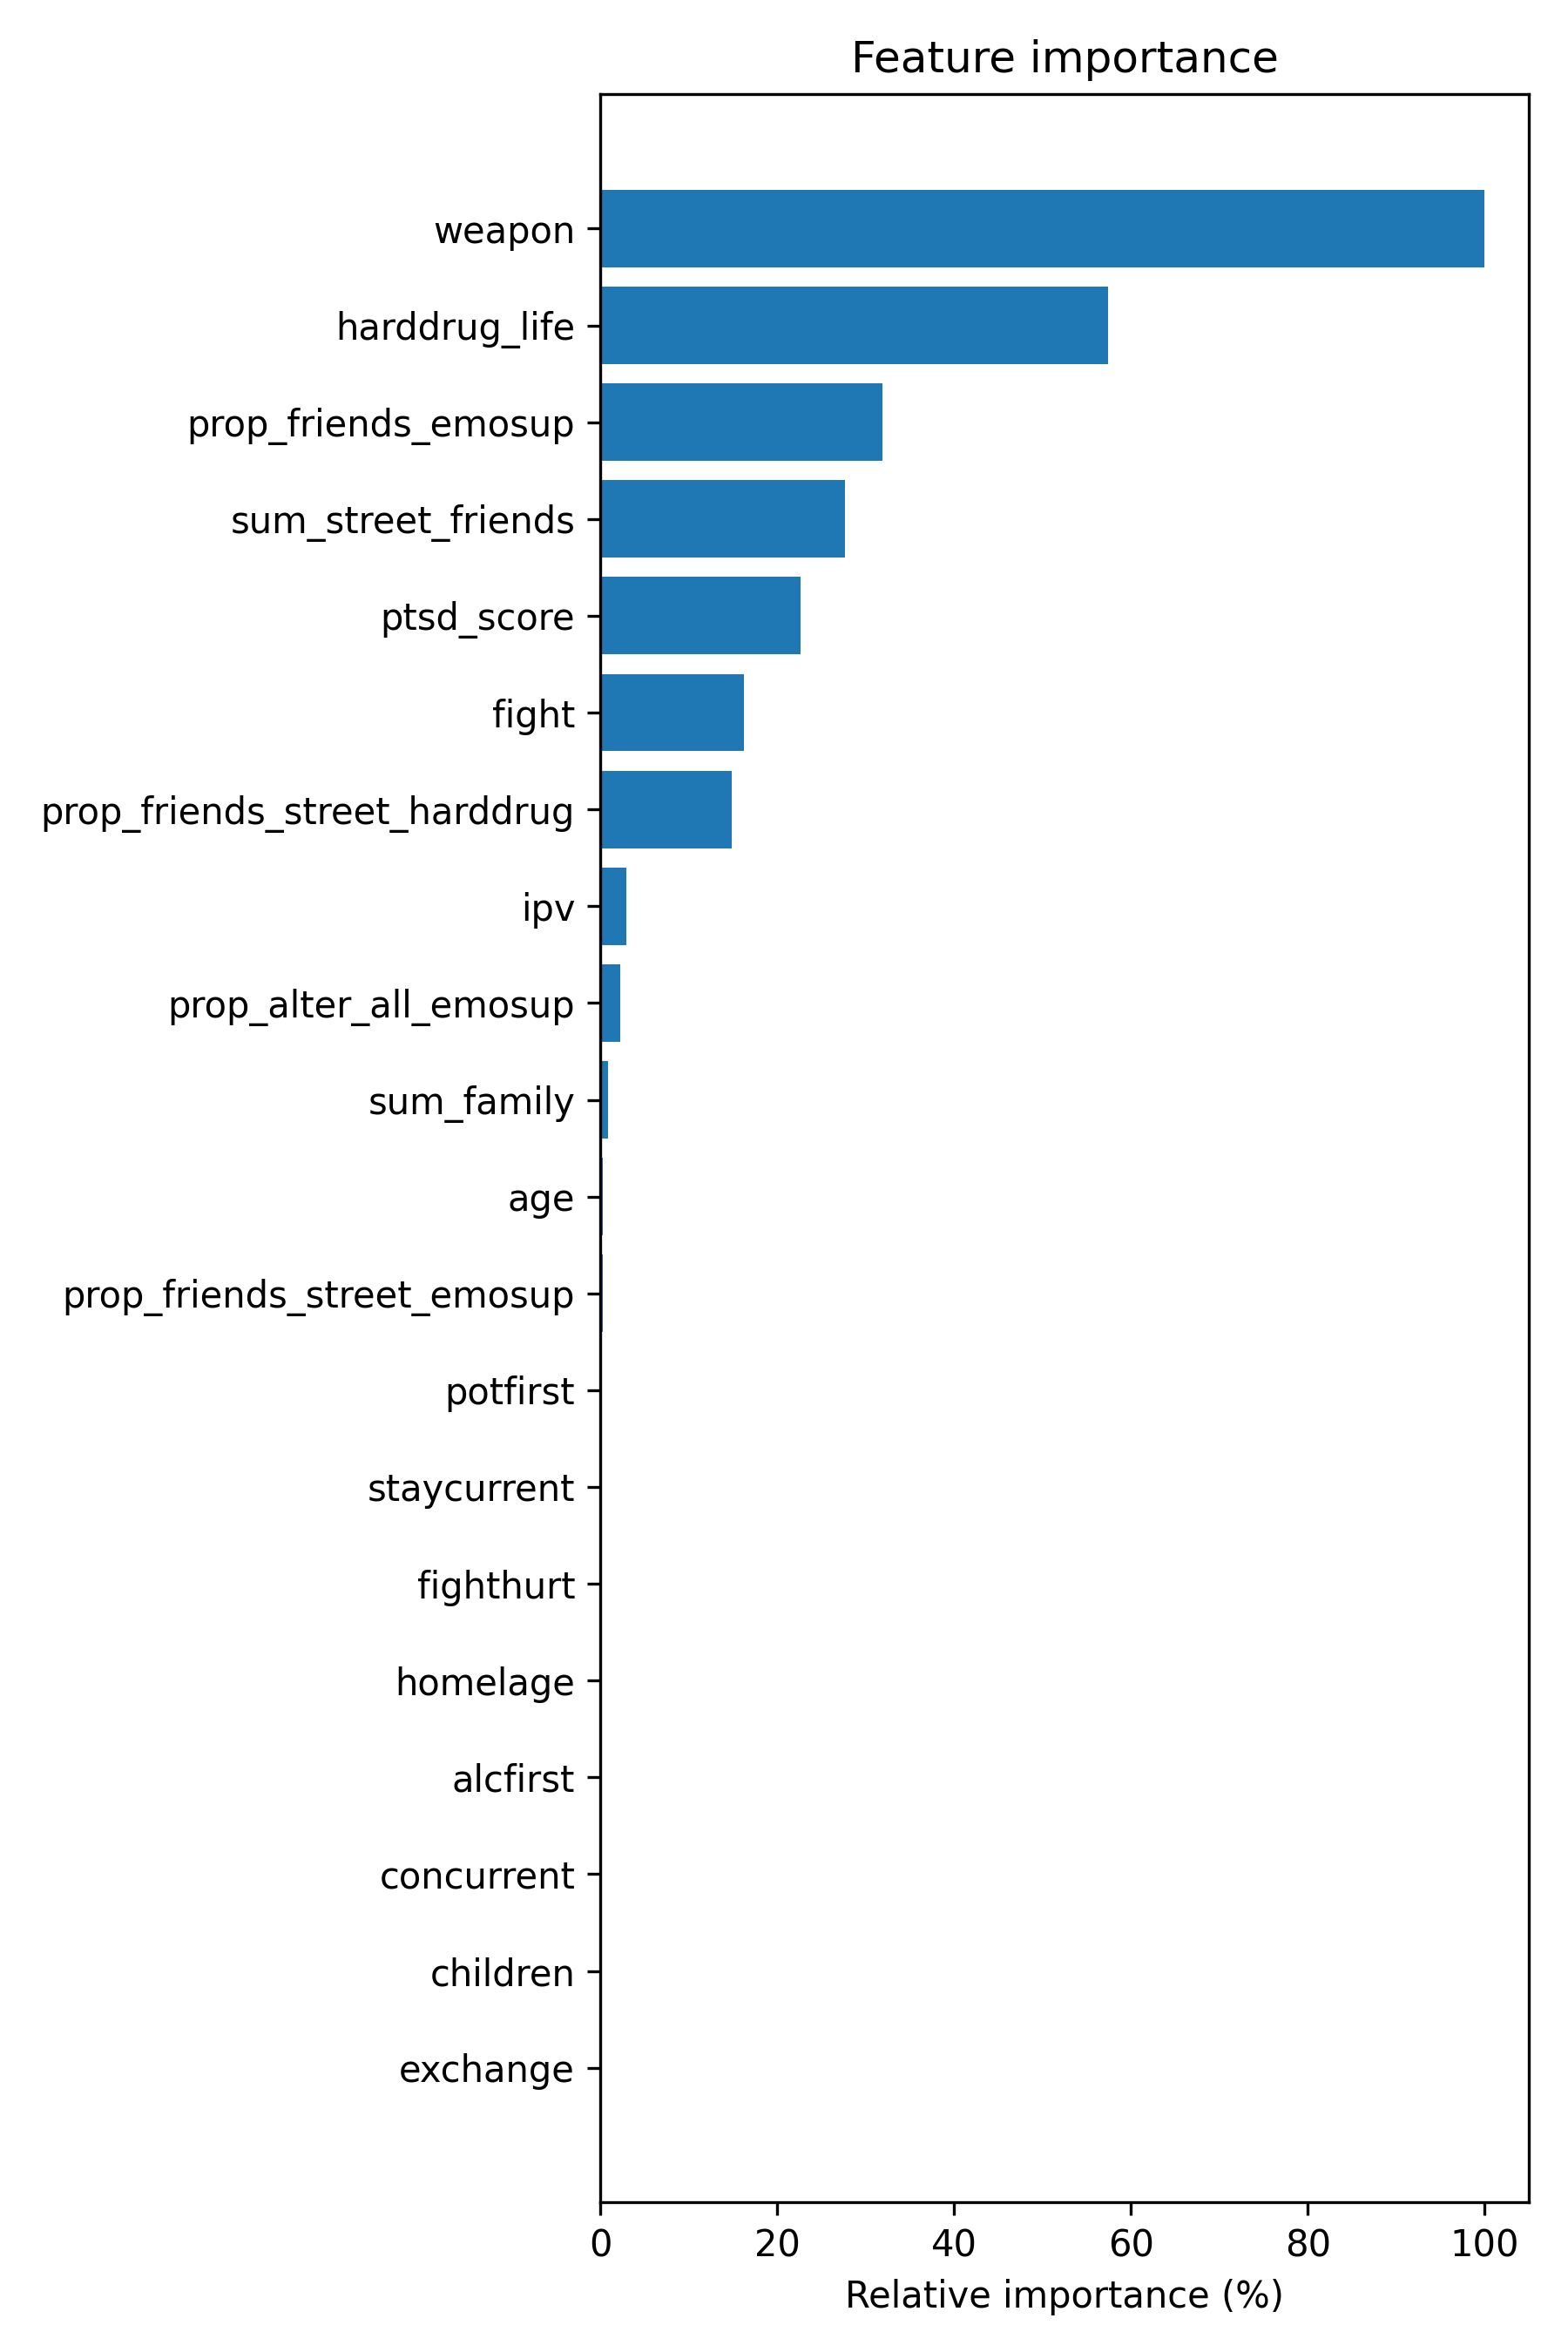 Feature importance
weapon
harddrug_life
prop_friends_emosup
sum_street_friends
ptsd_score
fight
prop_friends_street_harddrug
ipv
prop_alter_all_emosup
sum_family
age
prop_friends_street_emosup
potfirst
staycurrent
fighthurt
homelage
alcfirst
concurrent
children
exchange
0 20 40 60 80 100
Relative importance (%)